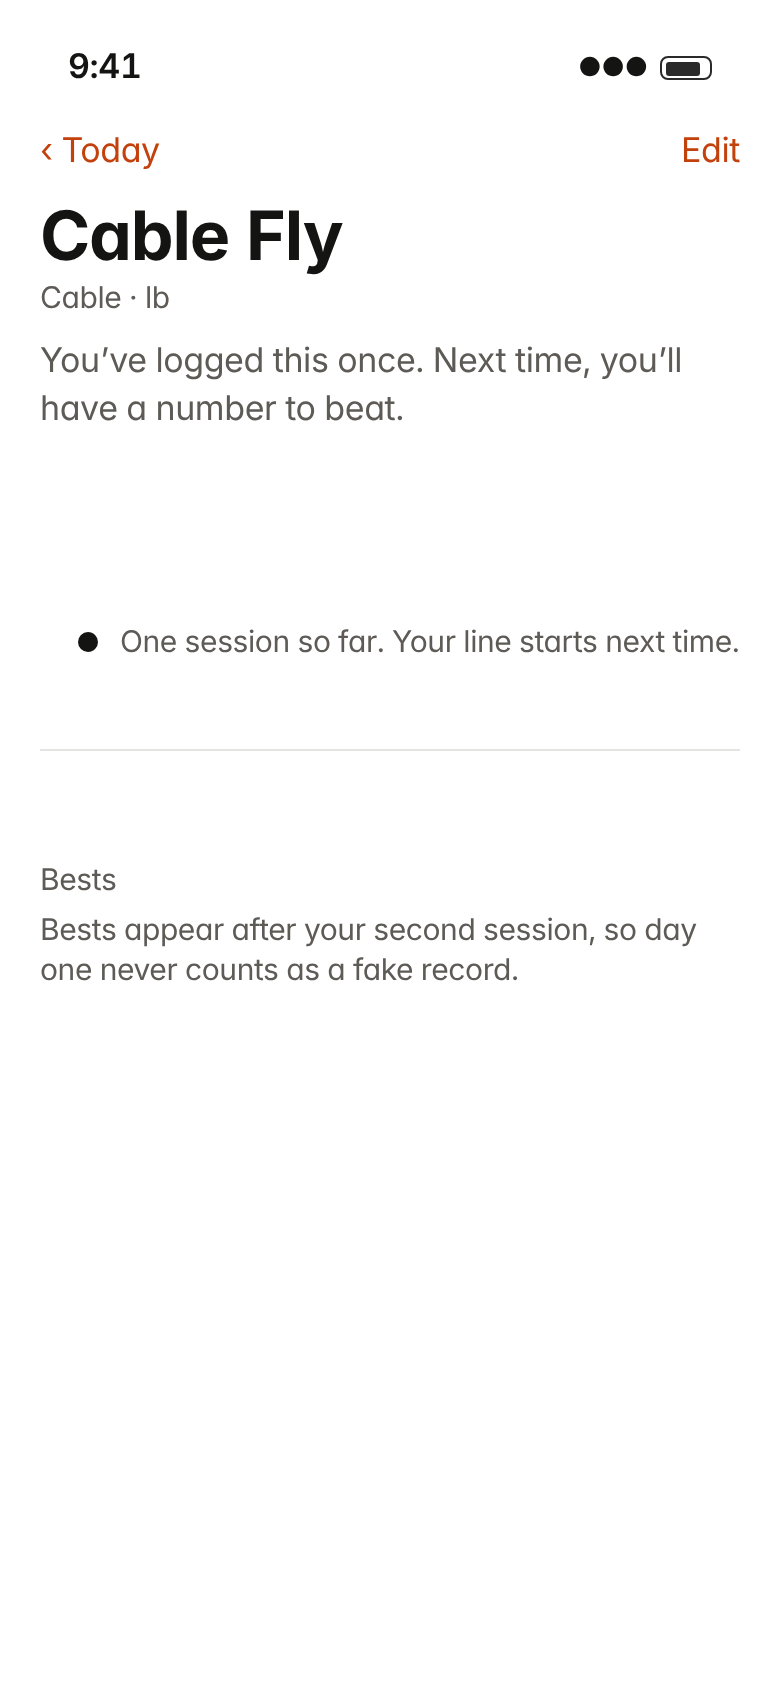 9:41
‹ Today
Edit
Cable Fly
Cable · lb
You’ve logged this once. Next time, you’ll
have a number to beat.
One session so far. Your line starts next time.
Bests
Bests appear after your second session, so day
one never counts as a fake record.